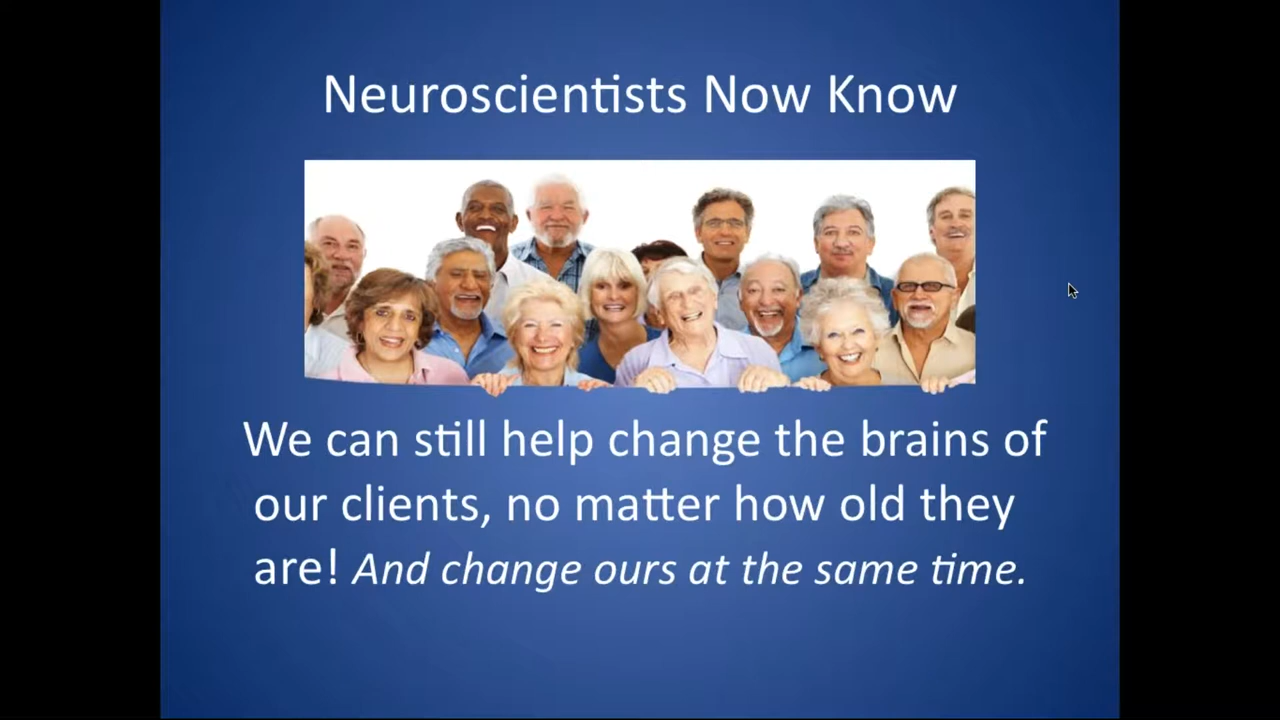 Neuroscientists Now Know
We can still help change the brains of
our clients, no matter how old they
are! And change ours at the same time.